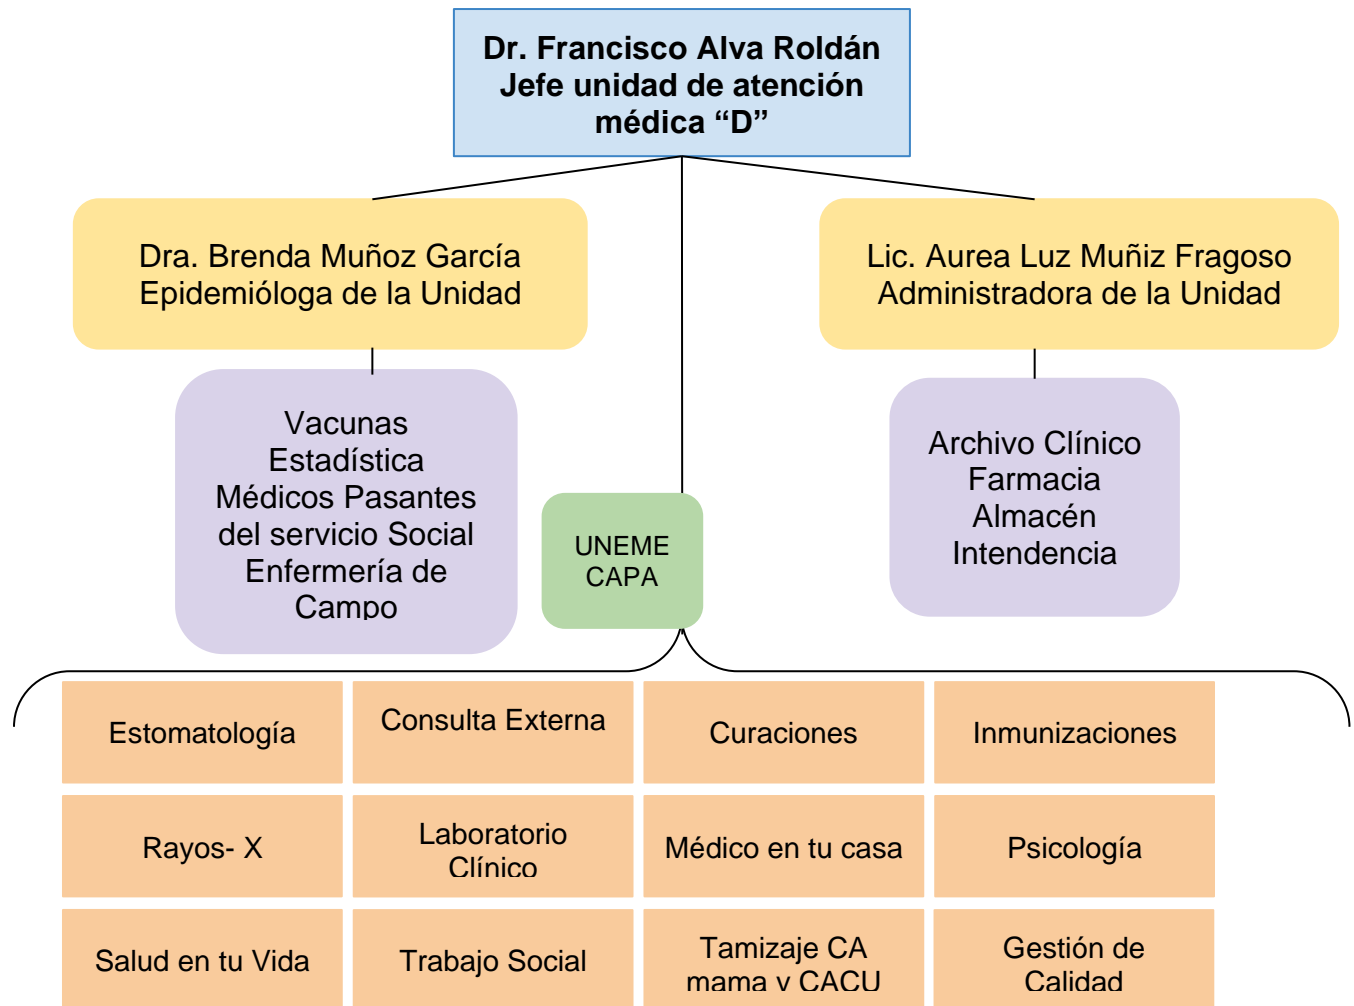 Dr. Francisco Alva Roldán
Jefe unidad de atención
médica “D”
Dra. Brenda Muñoz García
Epidemióloga de la Unidad
Lic. Aurea Luz Muñiz Fragoso
Administradora de la Unidad
Vacunas
Estadística
Médicos Pasantes
del servicio Social
Enfermería de
Campo
UNEME
CAPA
Archivo Clínico
Farmacia
Almacén
Intendencia
Estomatología
Consulta Externa
Curaciones
Inmunizaciones
Rayos- X
Laboratorio
Clínico
Médico en tu casa
Psicología
Salud en tu Vida
Trabajo Social
Tamizaje CA
mama y CACU
Gestión de
Calidad